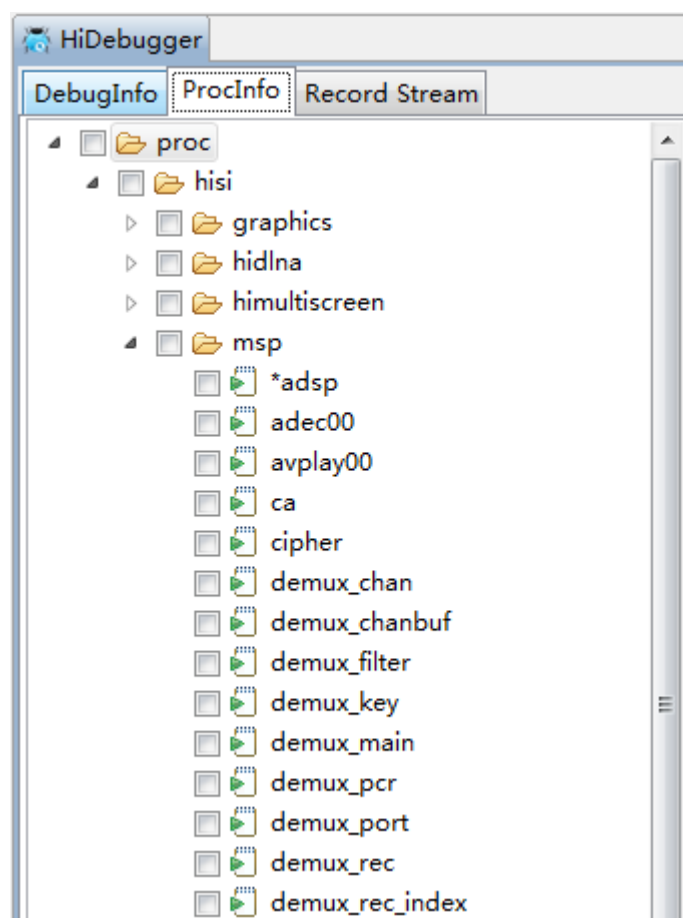 HiDebugger
DebugInfo ProcInfo Record Stream
proc
hisi
graphics
hidlna
himultiscreen
msp
*adsp
adec00
avplay00
ca
cipher
demux_chan
demux_chanbuf
demux_filter
demux_key
demux_main
demux_pcr
demux_port
demux_rec
demux_rec_index